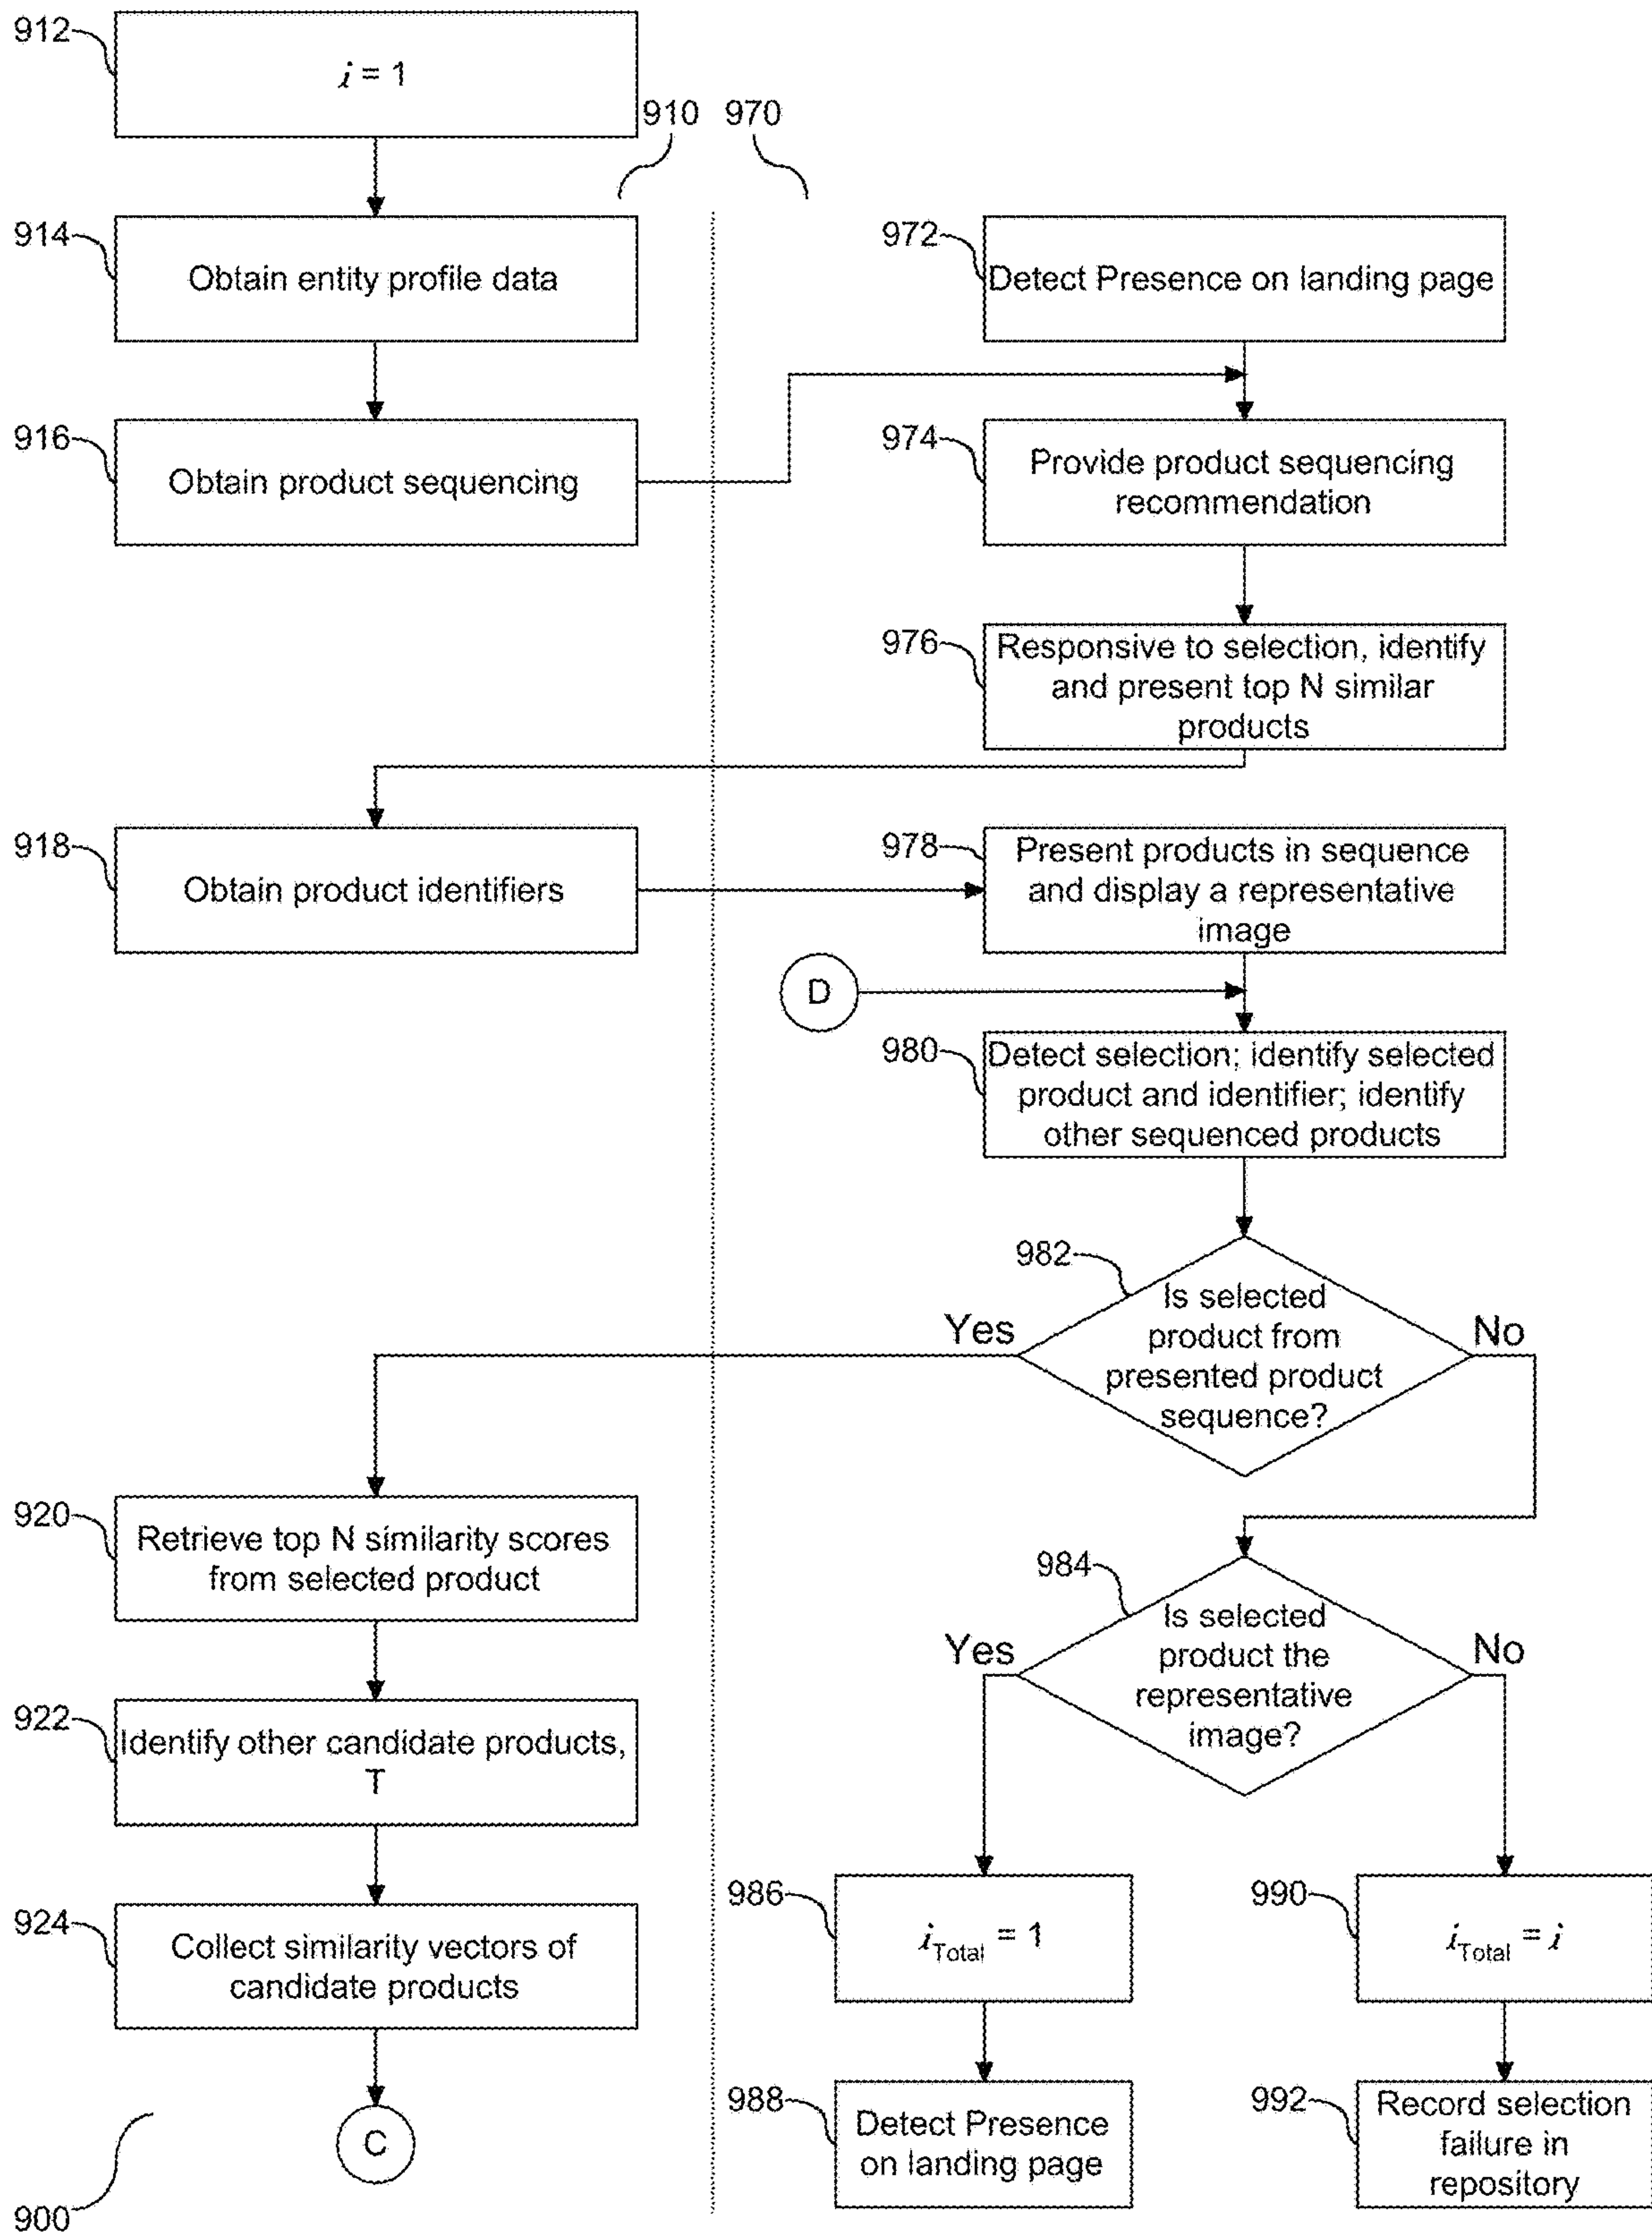 912
i = 1
910
970
914
Obtain entity profile data
972
Detect Presence on landing page
916
Obtain product sequencing
974
Provide product sequencing
recommendation
976
Responsive to selection, identify
and present top N similar
products
918
Obtain product identifiers
978
Present products in sequence
and display a representative
image
D
980
Detect selection; identify selected
product and identifier; identify
other sequenced products
982
Is selected
product from
presented product
sequence?
Yes
No
920
Retrieve top N similarity scores
from selected product
984
Is selected
product the
representative
image?
Yes
No
922
Identify other candidate products,
T
924
Collect similarity vectors of
candidate products
986
iTotal = 1
990
iTotal = i
988
Detect Presence
on landing page
992
Record selection
failure in
repository
C
900